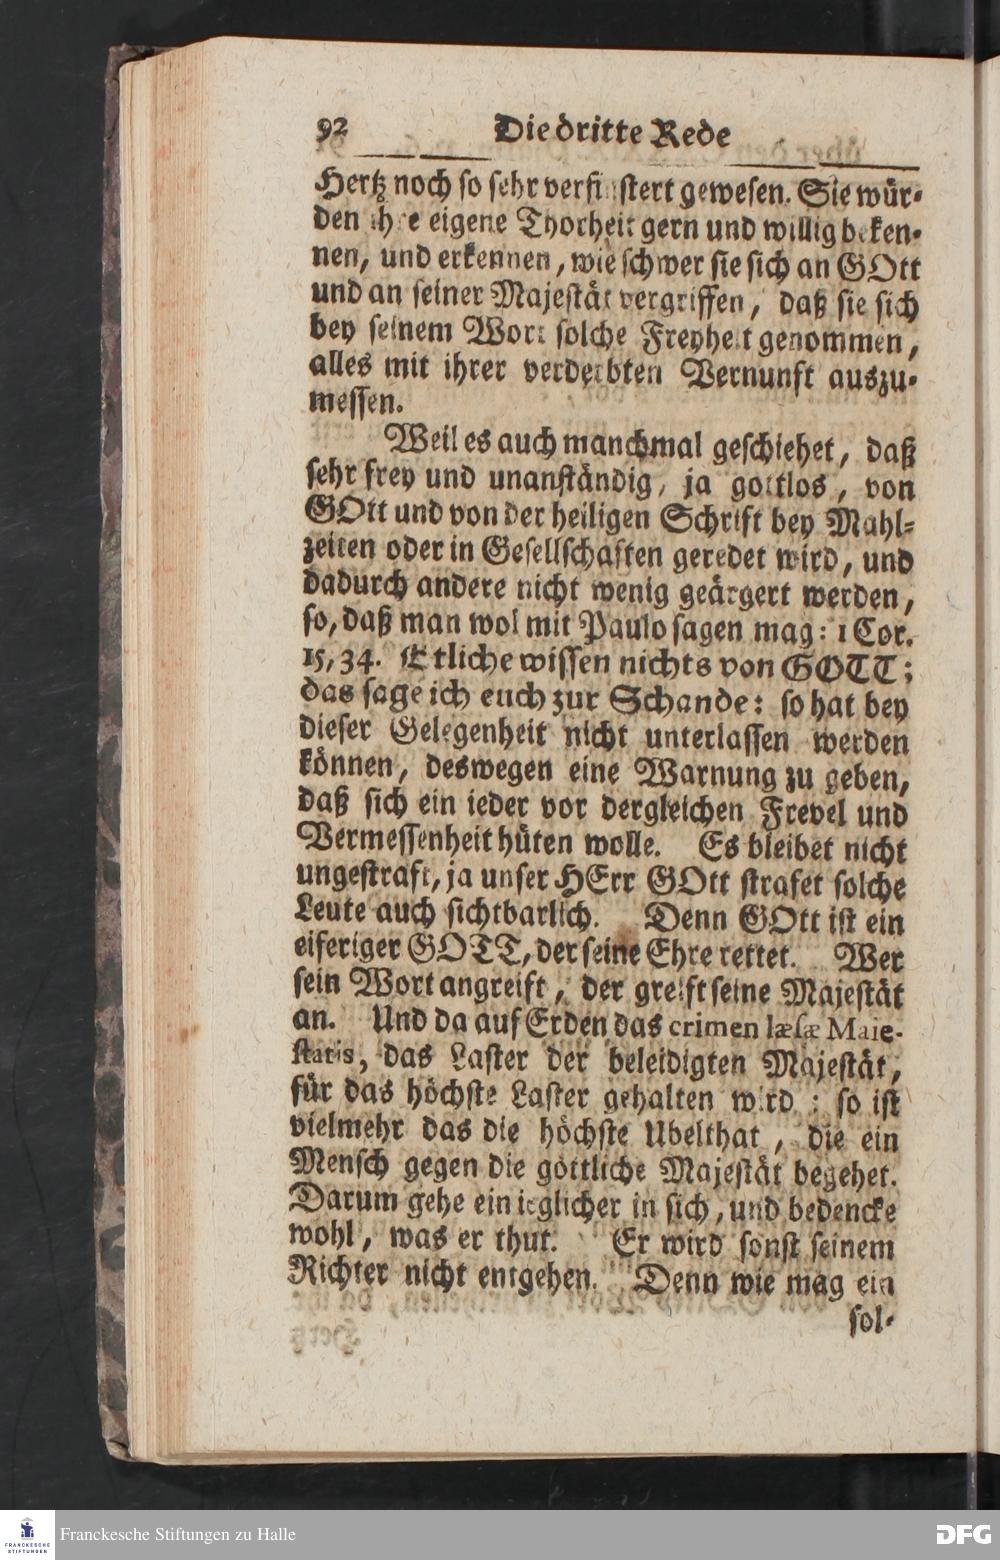 92 Die dritte Rede
Hertz noch so sehr verfinstert gewesen. Sie wür-
den ihre eigene Thorheit gern und willig beken-
nen, und erkennen, wie schwer sie sich an GOtt
und an seiner Majestät vergriffen, daß sie sich
bey seinem Wort solche Freyheit genommen,
alles mit ihrer verderbten Vernunft auszu-
messen.
Weil es auch manchmal geschiehet, daß
sehr frey und unanständig, ja gottlos, von
GOtt und von der heiligen Schrift bey Mahl-
zeiten oder in Gesellschaften geredet wird, und
dadurch andere nicht wenig geärgert werden,
so, daß man wol mit Paulo sagen mag: 1 Cor.
15, 34. Etliche wissen nichts von GOTT;
das sage ich euch zur Schande: so hat bey
dieser Gelegenheit nicht unterlassen werden
können, deswegen eine Warnung zu geben,
daß sich ein ieder vor dergleichen Frevel und
Vermessenheit hüten wolle. Es bleibet nicht
ungestraft, ja unser HErr GOtt strafet solche
Leute auch sichtbarlich. Denn GOtt ist ein
eiferiger GOTT, der seine Ehre rettet. Wer
sein Wort angreift, der greift seine Majestät
an. Und da auf Erden das crimen læsæ Maie-
statis, das Laster der beleidigten Majestät,
für das höchste Laster gehalten wird: so ist
vielmehr das die höchste Ubelthat, die ein
Mensch gegen die göttliche Majestät begehet.
Darum gehe ein ieglicher in sich, und bedencke
wohl, was er thut. Er wird sonst seinem
Richter nicht entgehen. Denn wie mag ein
sol-
FRANCKESCHE
STIFTUNGEN
Franckesche Stiftungen zu Halle
DFG